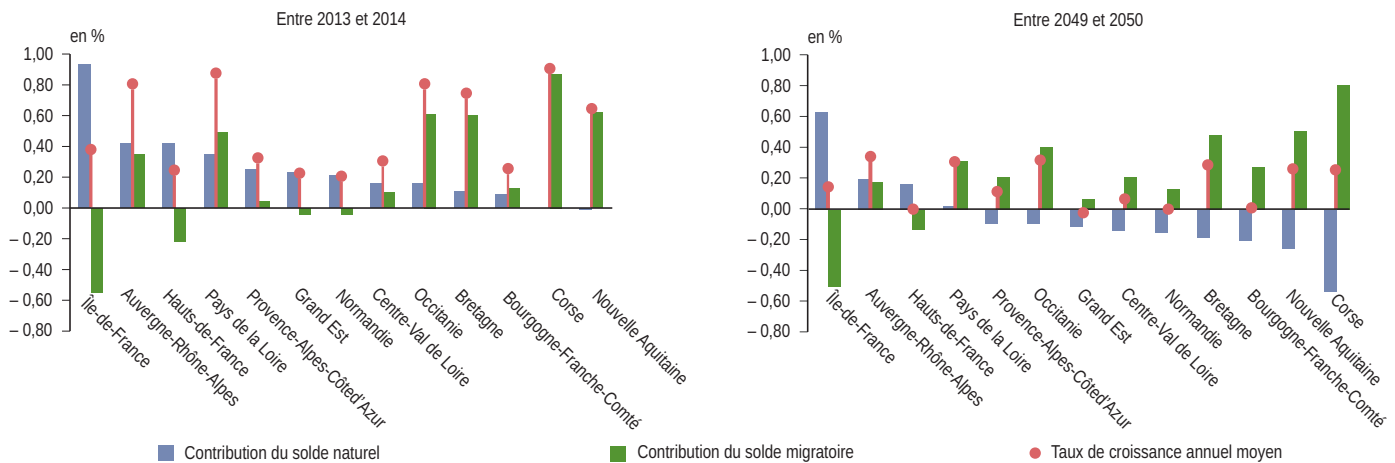 Entre 2013 et 2014
en %
1,00
0,80
0,60
0,40
0,20
0,00
– 0,20
– 0,40
– 0,60
– 0,80
Île-de-France
Auvergne-Rhône-Alpes
Hauts-de-France
Pays de la Loire
Provence-Alpes-Côted'Azur
Grand Est
Normandie
Centre-Val de Loire
Occitanie
Bretagne
Bourgogne-Franche-Comté
Corse
Nouvelle Aquitaine
Entre 2049 et 2050
en %
1,00
0,80
0,60
0,40
0,20
0,00
– 0,20
– 0,40
– 0,60
– 0,80
Île-de-France
Auvergne-Rhône-Alpes
Hauts-de-France
Pays de la Loire
Provence-Alpes-Côted'Azur
Occitanie
Grand Est
Centre-Val de Loire
Normandie
Bretagne
Bourgogne-Franche-Comté
Nouvelle Aquitaine
Corse
Contribution du solde naturel
Contribution du solde migratoire
Taux de croissance annuel moyen